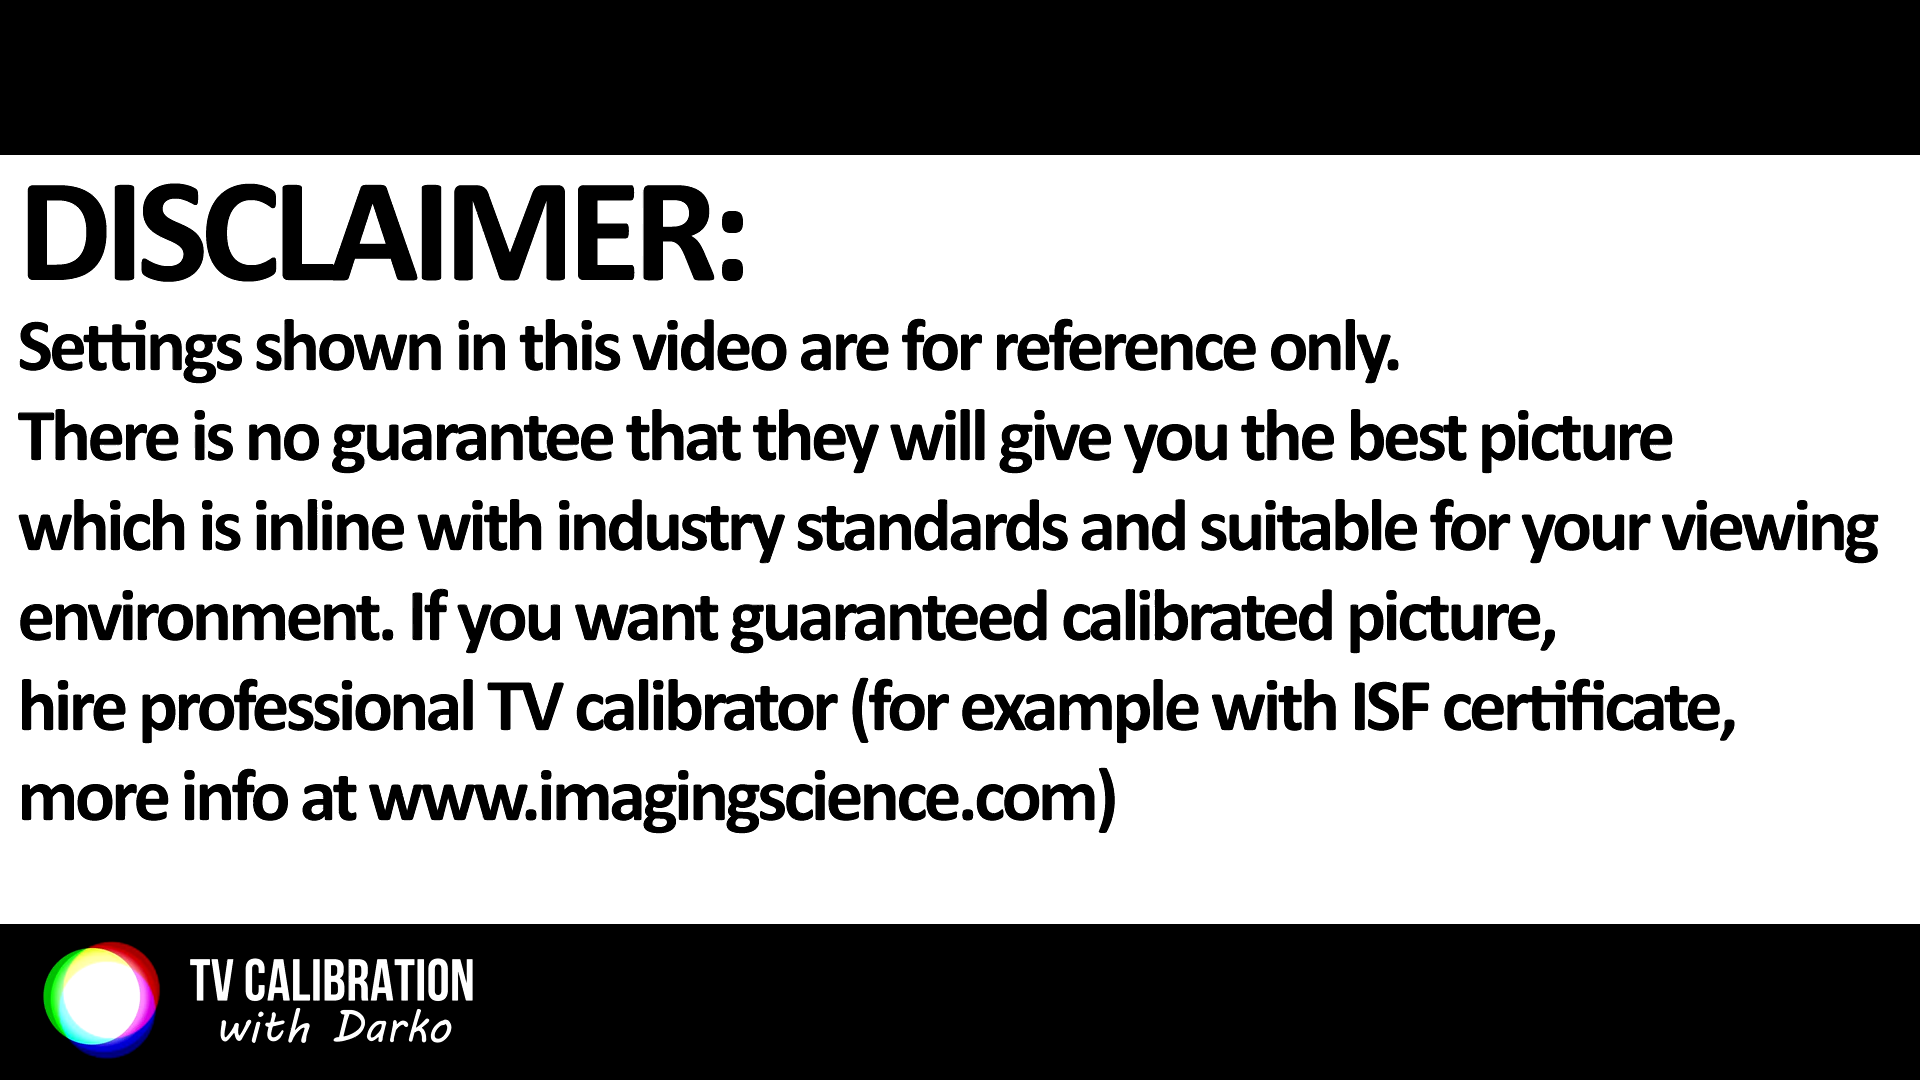 DISCLAIMER:
Settings shown in this video are for reference only.
There is no guarantee that they will give you the best picture
which is inline with industry standards and suitable for your viewing
environment. If you want guaranteed calibrated picture,
hire professional TV calibrator (for example with ISF certificate,
more info at www.imagingscience.com)
TV CALIBRATION
with Darko